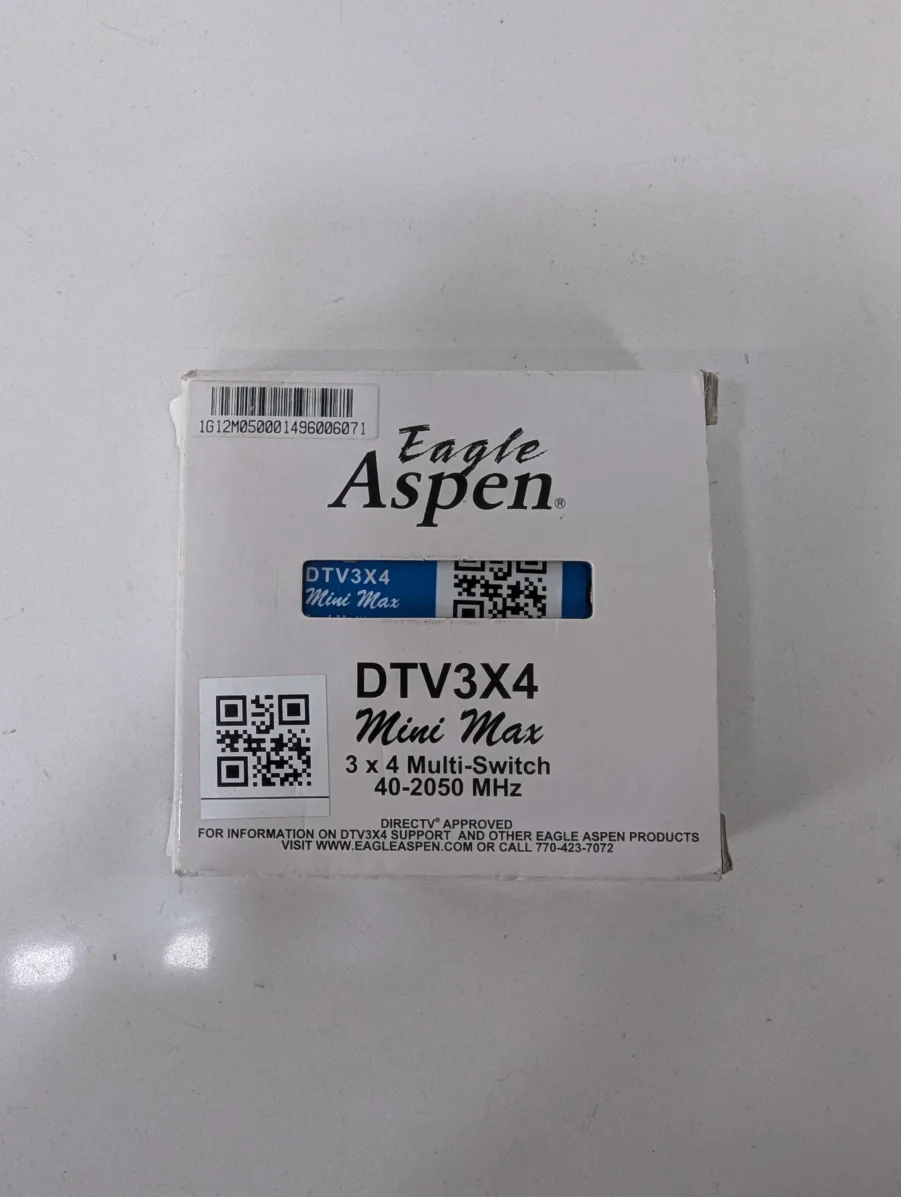 1G12M050001496006071
Eagle
Aspen®
DTV3X4
Mini Max
DTV3X4
Mini Max
3 x 4 Multi-Switch
40-2050 MHz
DIRECTV® APPROVED
FOR INFORMATION ON DTV3X4 SUPPORT AND OTHER EAGLE ASPEN PRODUCTS
VISIT WWW.EAGLEASPEN.COM OR CALL 770-423-7072